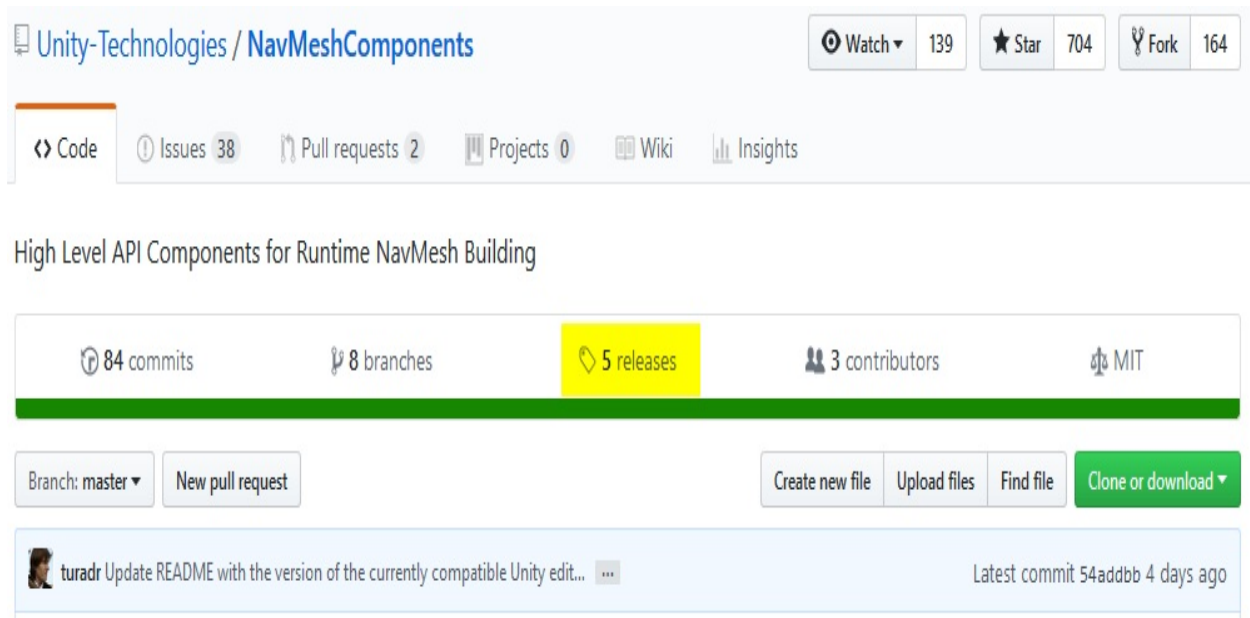 Unity-Technologies / NavMeshComponents Watch 139 Star 704 Fork 164
Code Issues 38 Pull requests 2 Projects 0 Wiki Insights
High Level API Components for Runtime NavMesh Building
84 commits 8 branches 5 releases 3 contributors MIT
Branch: master New pull request Create new file Upload files Find file Clone or download
turadr Update README with the version of the currently compatible Unity edit... ... Latest commit 54addbb 4 days ago